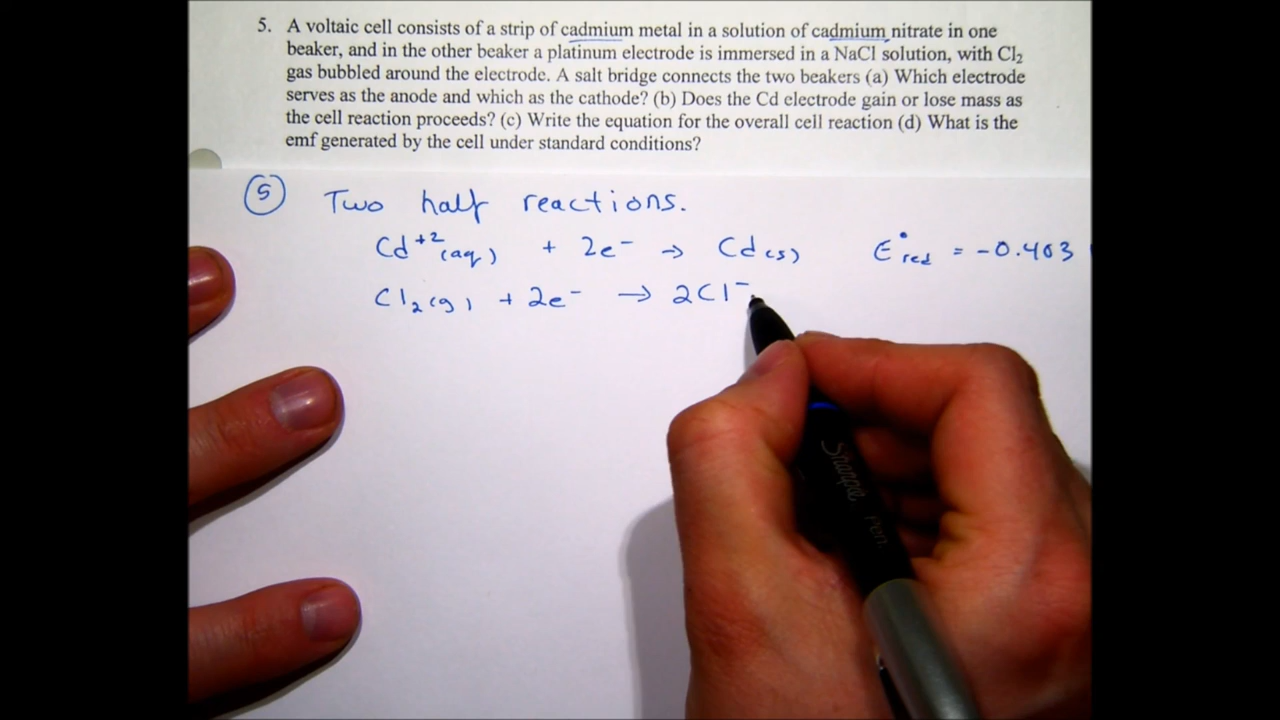 5. A voltaic cell consists of a strip of cadmium metal in a solution of cadmium nitrate in one
beaker, and in the other beaker a platinum electrode is immersed in a NaCl solution, with Cl₂
gas bubbled around the electrode. A salt bridge connects the two beakers (a) Which electrode
serves as the anode and which as the cathode? (b) Does the Cd electrode gain or lose mass as
the cell reaction proceeds? (c) Write the equation for the overall cell reaction (d) What is the
emf generated by the cell under standard conditions?
⑤ Two half reactions.
Cd⁺²(aq) + 2e⁻ → Cd(s) E°red = -0.403
Cl₂(g) + 2e⁻ → 2Cl⁻
Sharpie Pen.